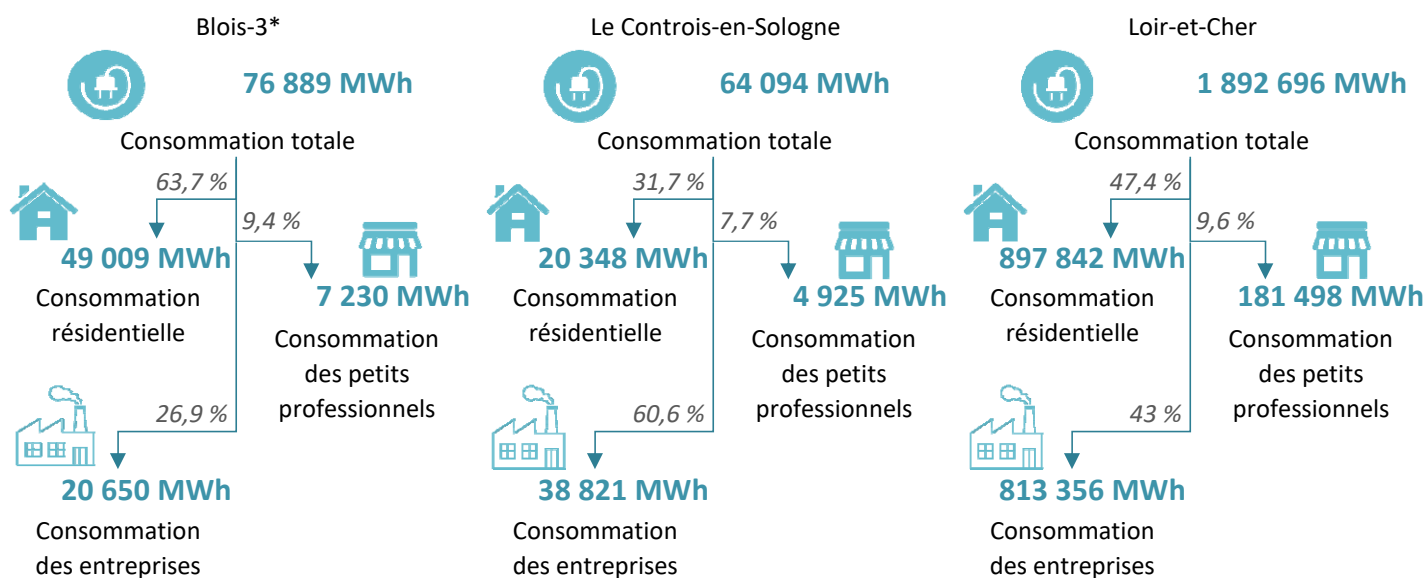 Blois-3*
76 889 MWh
Consommation totale
63,7 %
9,4 %
49 009 MWh
Consommation
résidentielle
7 230 MWh
Consommation
des petits
professionnels
26,9 %
20 650 MWh
Consommation
des entreprises
Le Controis-en-Sologne
64 094 MWh
Consommation totale
31,7 %
7,7 %
20 348 MWh
Consommation
résidentielle
4 925 MWh
Consommation
des petits
professionnels
60,6 %
38 821 MWh
Consommation
des entreprises
Loir-et-Cher
1 892 696 MWh
Consommation totale
47,4 %
9,6 %
897 842 MWh
Consommation
résidentielle
181 498 MWh
Consommation
des petits
professionnels
43 %
813 356 MWh
Consommation
des entreprises